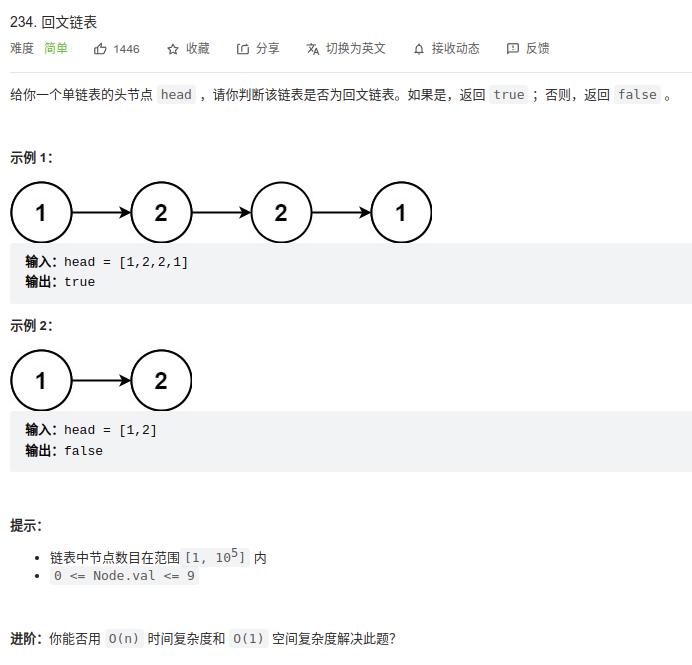 234. 回文链表
难度 简单 1446 收藏 分享 切换为英文 接收动态 反馈
给你一个单链表的头节点 head ，请你判断该链表是否为回文链表。如果是，返回 true ；否则，返回 false 。
示例 1：
1 2 2 1
输入：head = [1,2,2,1]
输出：true
示例 2：
1 2
输入：head = [1,2]
输出：false
提示：
• 链表中节点数目在范围 [1, 10⁵] 内
• 0 <= Node.val <= 9
进阶：你能否用 O(n) 时间复杂度和 O(1) 空间复杂度解决此题？